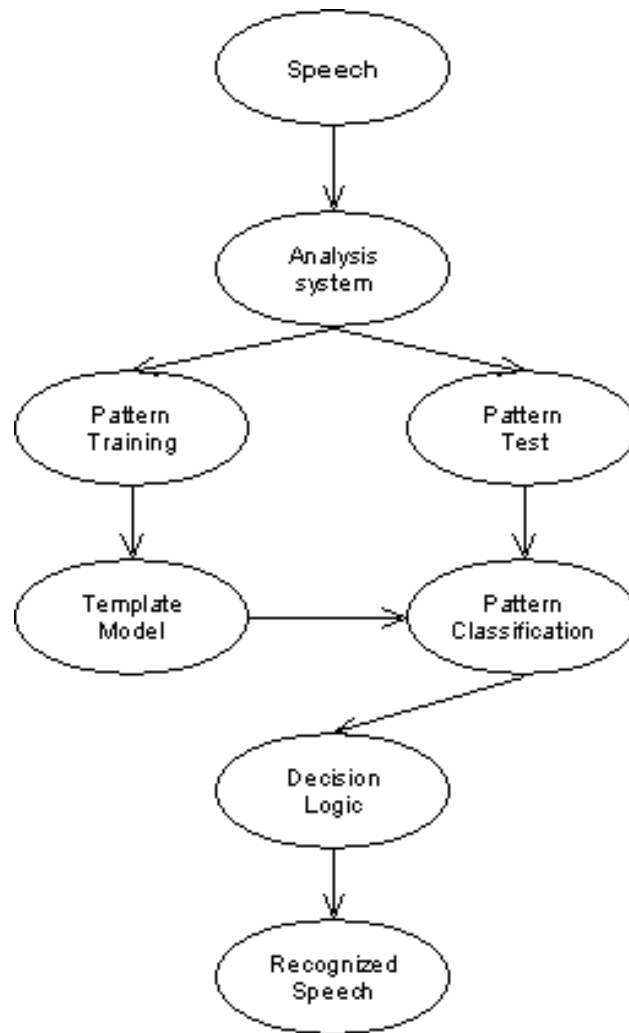 Speech
Analysis
system
Pattern
Training
Pattern
Test
Template
Model
Pattern
Classification
Decision
Logic
Recognized
Speech